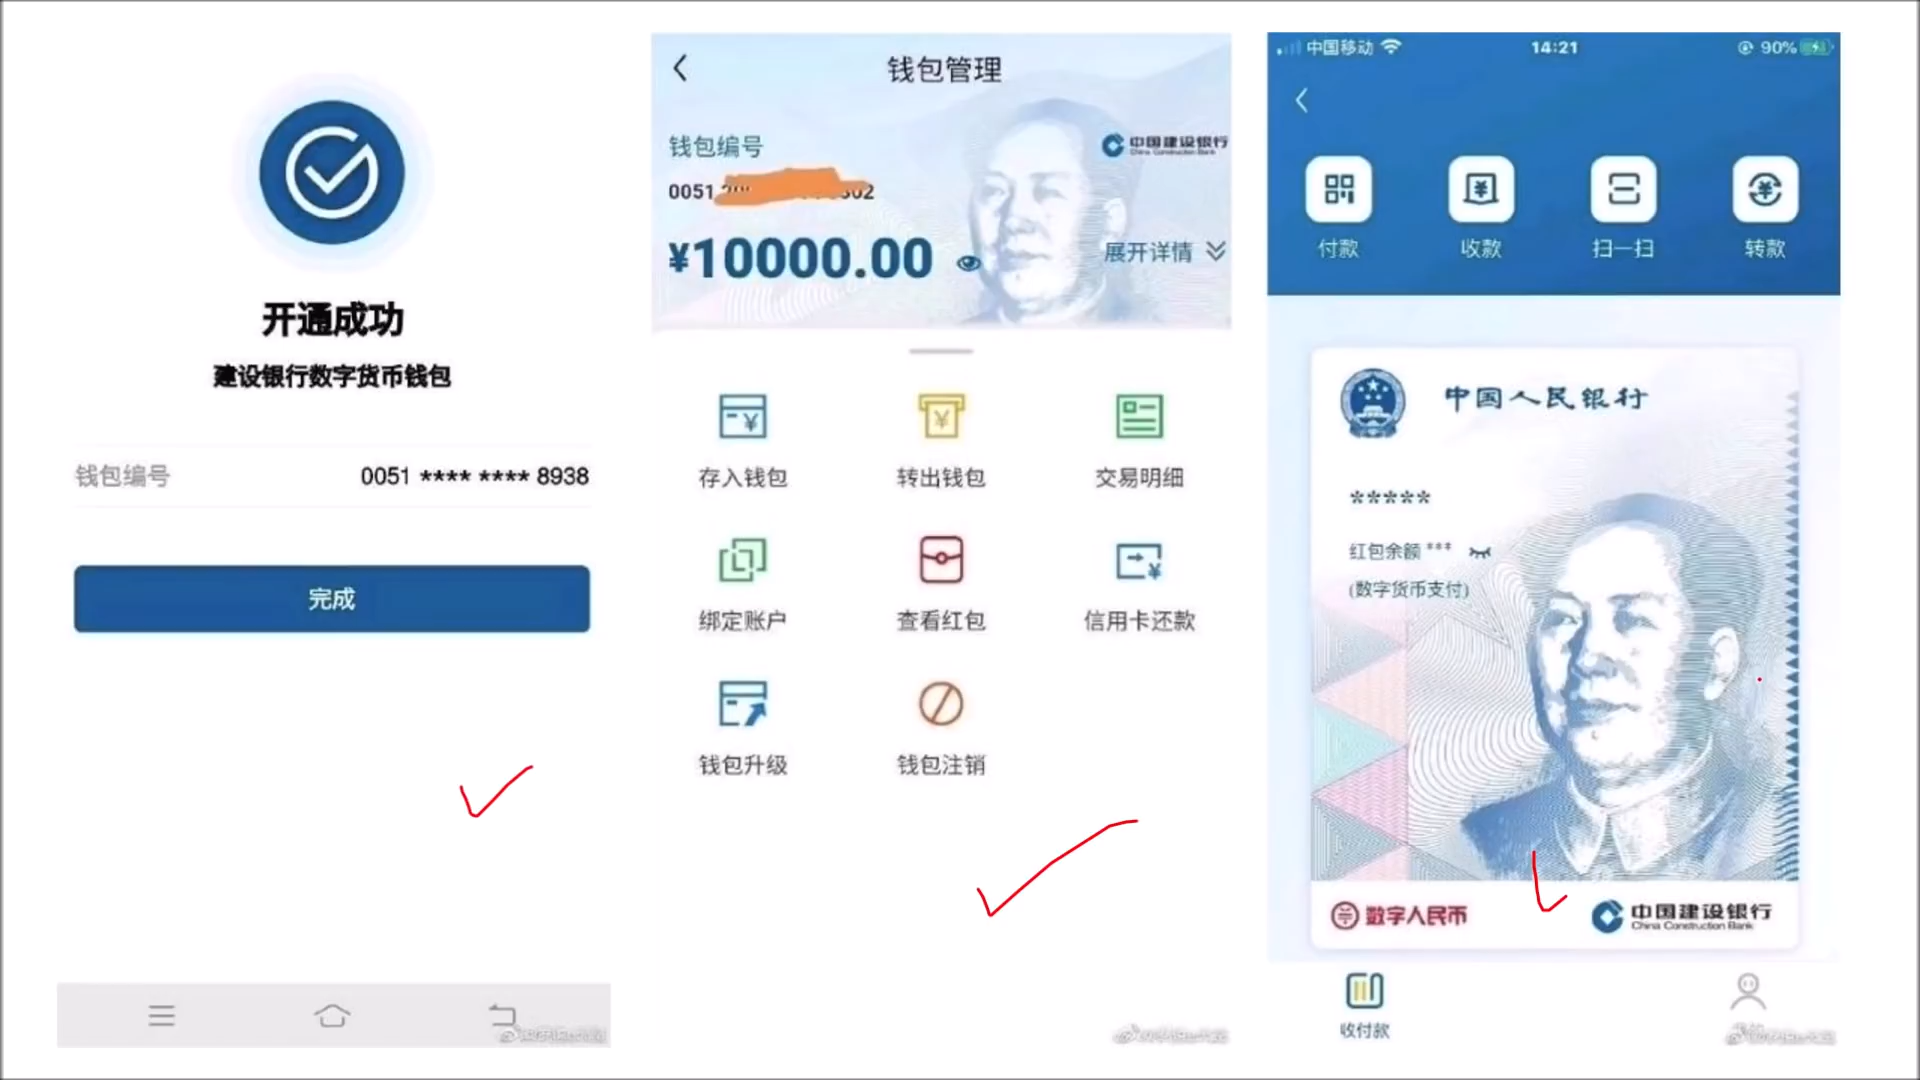 开通成功
建设银行数字货币钱包
钱包编号 0051 **** **** 8938
完成
钱包管理
钱包编号
中国建设银行
China Construction Bank
0051
¥10000.00
展开详情
存入钱包 转出钱包 交易明细
绑定账户 查看红包 信用卡还款
钱包升级 钱包注销
中国移动 14:21 90%
付款 收款 扫一扫 转款
中国人民银行
*****
红包余额 ***
(数字货币支付)
数字人民币 中国建设银行
China Construction Bank
收付款